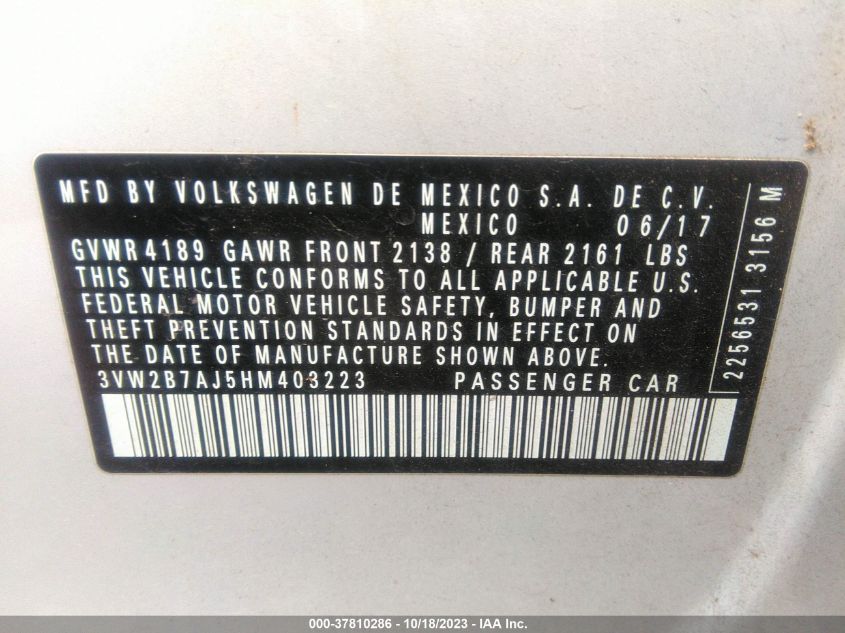 MFD BY VOLKSWAGEN DE MEXICO S.A. DE C.V.
MEXICO 06/17
GVWR 4189 GAWR FRONT 2138 / REAR 2161 LBS
THIS VEHICLE CONFORMS TO ALL APPLICABLE U.S.
FEDERAL MOTOR VEHICLE SAFETY, BUMPER AND
THEFT PREVENTION STANDARDS IN EFFECT ON
THE DATE OF MANUFACTURE SHOWN ABOVE.
3VW2B7AJ5HM403223 PASSENGER CAR
2256531 3156 M
000-37810286 - 10/18/2023 - IAA Inc.